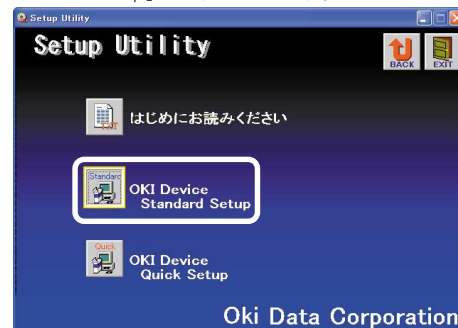 Setup Utility
Setup Utility
BACK
EXIT
TXT
はじめにお読みください
Standard
OKI Device
Standard Setup
Quick
OKI Device
Quick Setup
Oki Data Corporation